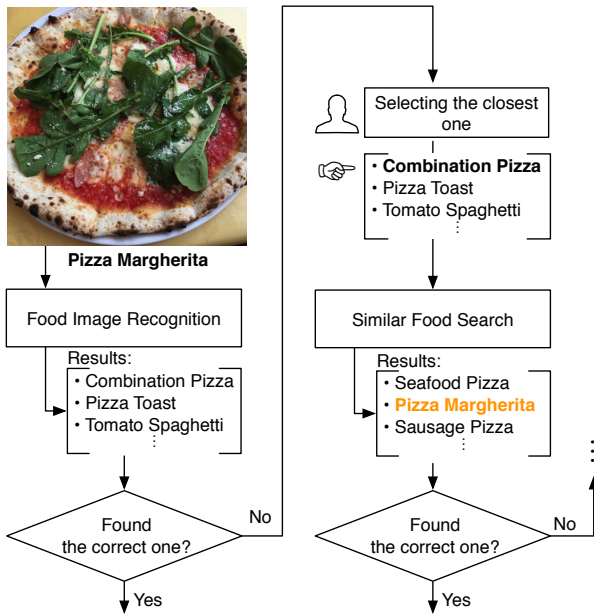 Pizza Margherita
Food Image Recognition
Results:
• Combination Pizza
• Pizza Toast
• Tomato Spaghetti
⋮
Found
the correct one?
No
Yes
Selecting the closest
one
• Combination Pizza
• Pizza Toast
• Tomato Spaghetti
⋮
Similar Food Search
Results:
• Seafood Pizza
• Pizza Margherita
• Sausage Pizza
⋮
Found
the correct one?
No
⋮
Yes